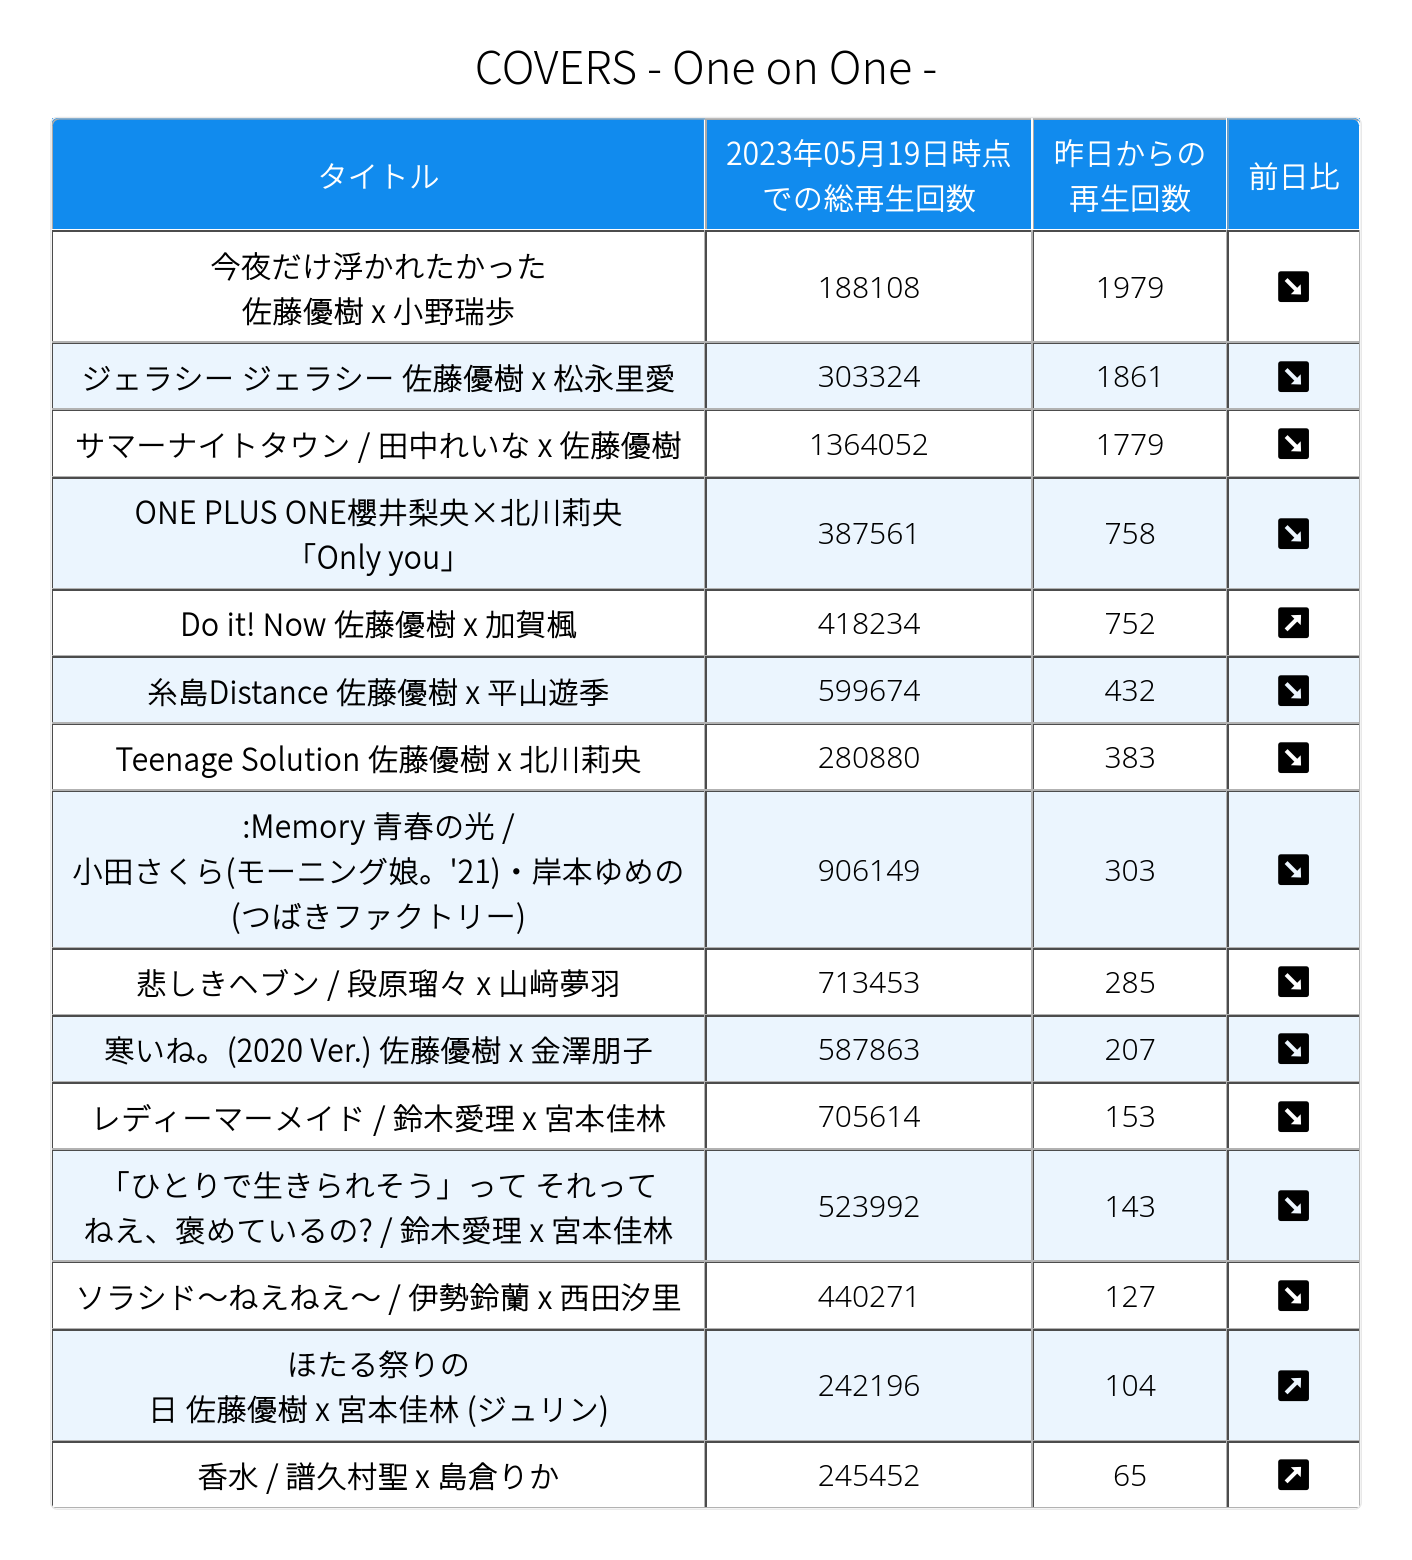 COVERS - One on One -
タイトル
2023年05月19日時点
での総再生回数
昨日からの
再生回数
前日比
今夜だけ浮かれたかった
佐藤優樹 x 小野瑞歩
188108
1979
ジェラシー ジェラシー 佐藤優樹 x 松永里愛
303324
1861
サマーナイトタウン / 田中れいな x 佐藤優樹
1364052
1779
ONE PLUS ONE櫻井梨央×北川莉央
「Only you」
387561
758
Do it! Now 佐藤優樹 x 加賀楓
418234
752
糸島Distance 佐藤優樹 x 平山遊季
599674
432
Teenage Solution 佐藤優樹 x 北川莉央
280880
383
:Memory 青春の光 /
小田さくら(モーニング娘。'21)・岸本ゆめの
(つばきファクトリー)
906149
303
悲しきヘブン / 段原瑠々 x 山﨑夢羽
713453
285
寒いね。(2020 Ver.) 佐藤優樹 x 金澤朋子
587863
207
レディーマーメイド / 鈴木愛理 x 宮本佳林
705614
153
「ひとりで生きられそう」って それって
ねえ、褒めているの? / 鈴木愛理 x 宮本佳林
523992
143
ソラシド〜ねえねえ〜 / 伊勢鈴蘭 x 西田汐里
440271
127
ほたる祭りの
日 佐藤優樹 x 宮本佳林 (ジュリン)
242196
104
香水 / 譜久村聖 x 島倉りか
245452
65